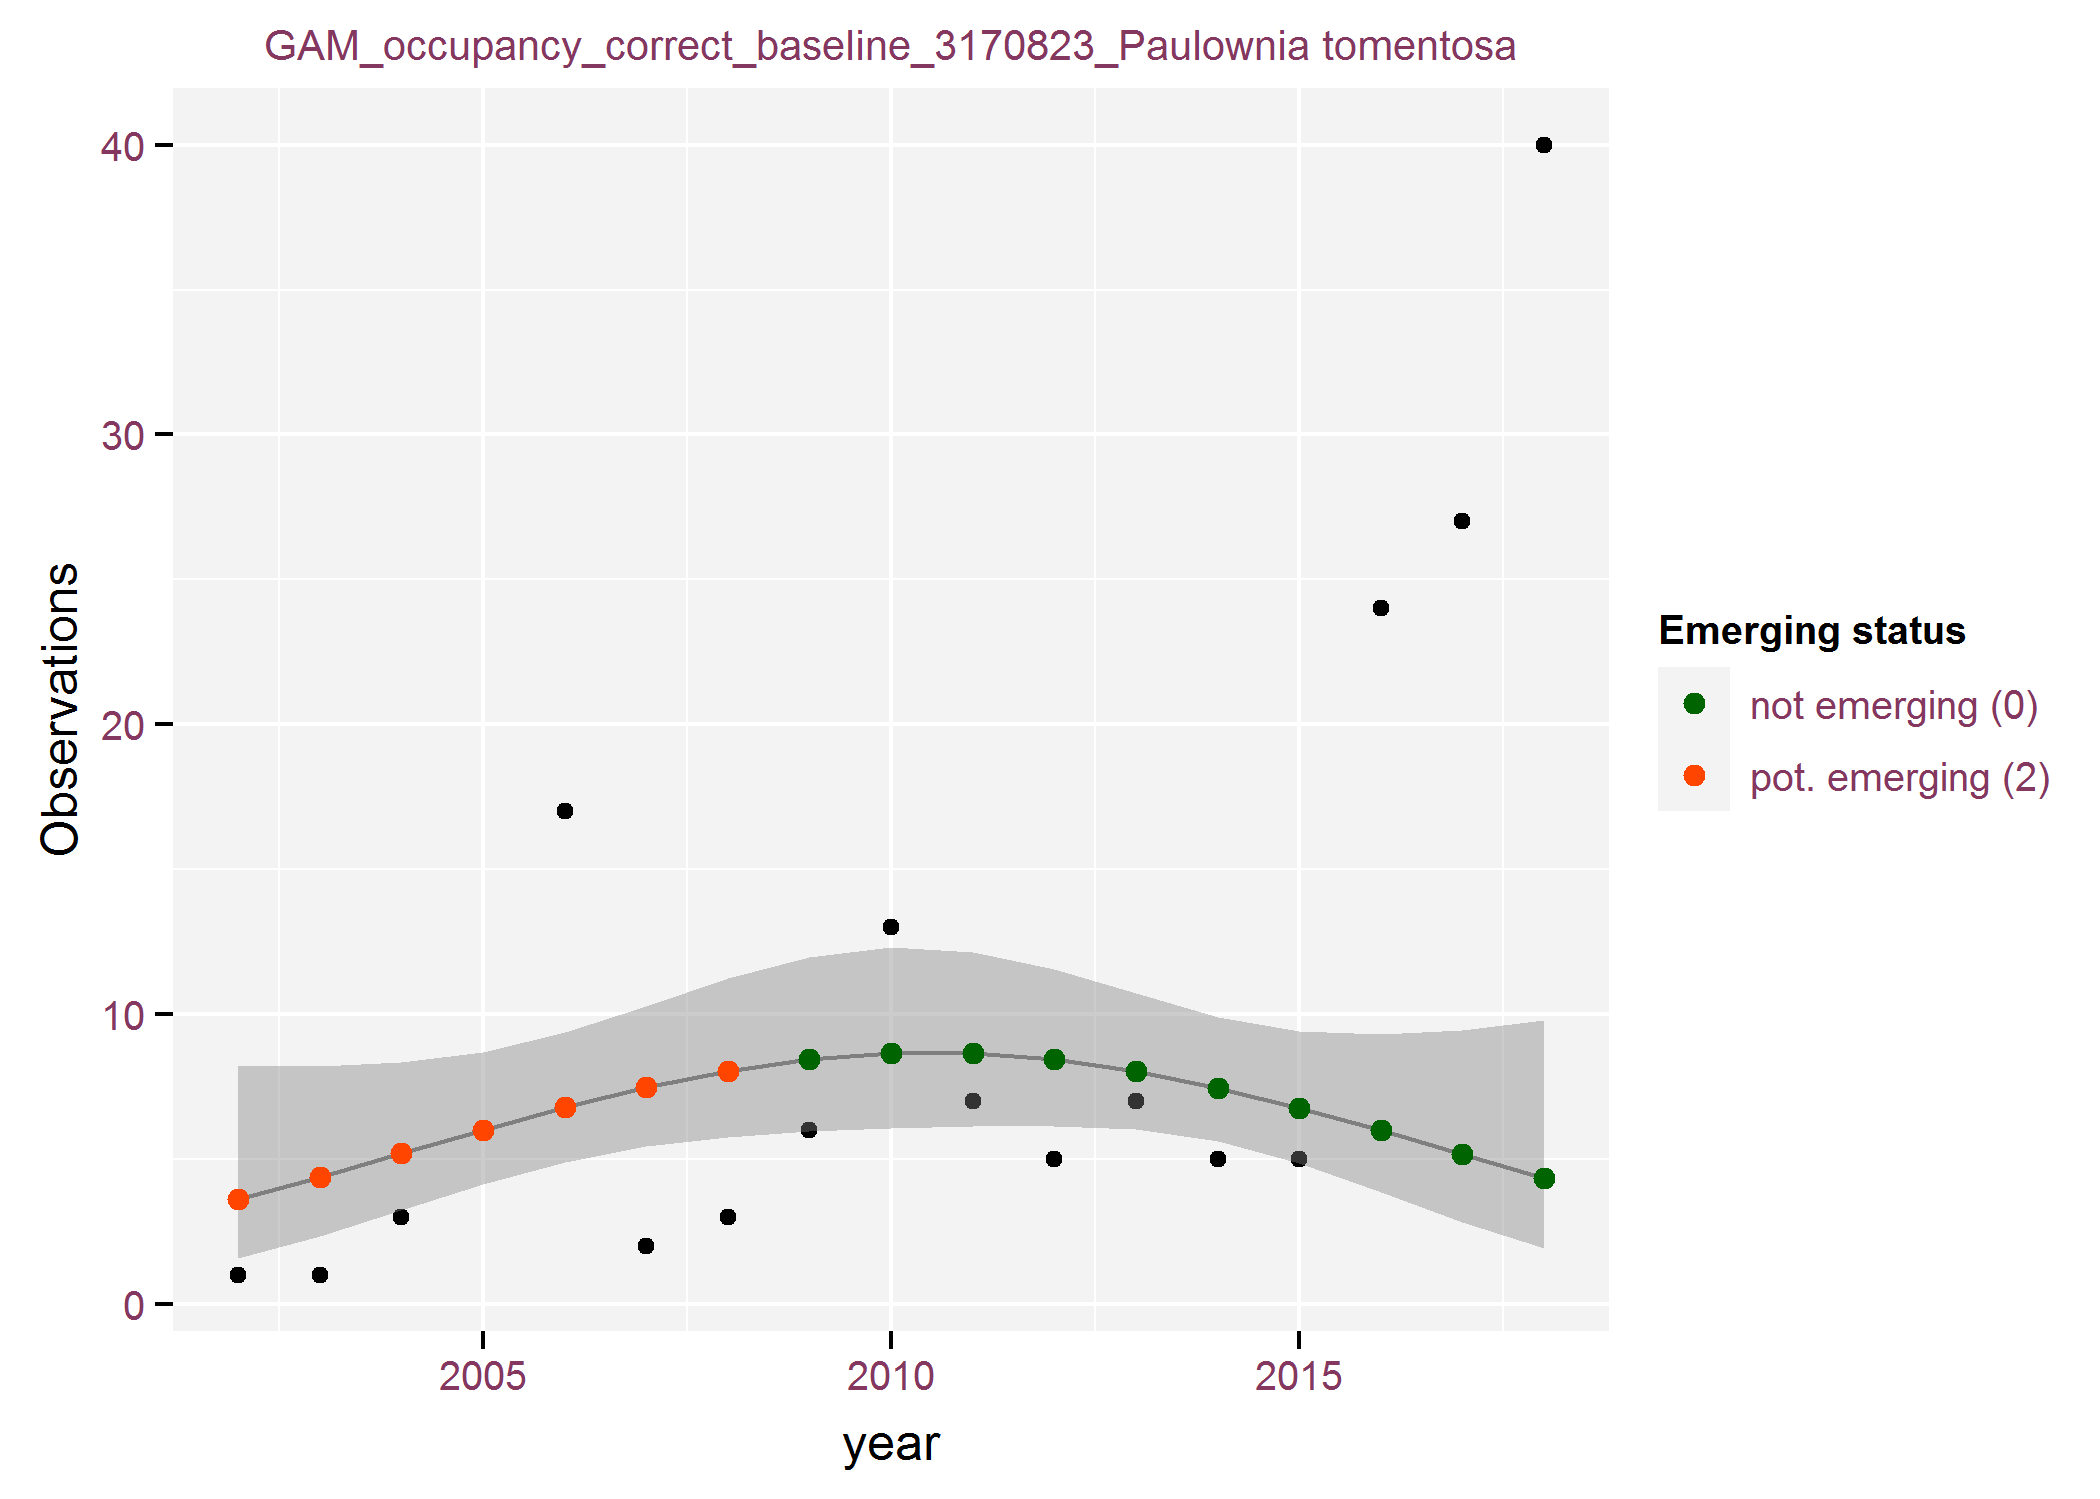 GAM_occupancy_correct_baseline_3170823_Paulownia tomentosa
40
30
20
10
0
Observations
2005
2010
2015
year
Emerging status
not emerging (0)
pot. emerging (2)